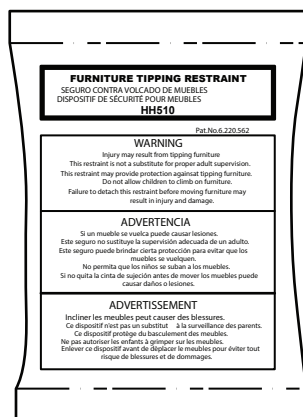 FURNITURE TIPPING RESTRAINT
SEGURO CONTRA VOLCADO DE MUEBLES
DISPOSITIF DE SÉCURITÉ POUR MEUBLES
HH510
Pat.No.6.220.562
WARNING
Injury may result from tipping furniture
This restraint is not a substitute for proper adult supervision.
This restraint may provide protection againsat tipping furniture.
Do not allow children to climb on furniture.
Failure to detach this restraint before moving furniture may
result in injury and damage.
ADVERTENCIA
Si un mueble se vuelca puede causar lesiones.
Este seguro no sustituye la supervisión adecuada de un adulto.
Este seguro puede brindar cierta protección para evitar que los
muebles se vuelquen.
No permita que los niños se suban a los muebles.
Si no quita la cinta de sujeción antes de mover los muebles puede
causar daños o lesiones.
ADVERTISSEMENT
Incliner les meubles peut causer des blessures.
Ce dispositif n'est pas un substitut à la surveillance des parents.
Ce dispositif protège du basculement des meubles.
Ne pas autoriser les enfants à grimper sur les meubles.
Enlever ce dispositif avant de déplacer le meubles pour éviter tout
risque de blessures et de dommages.